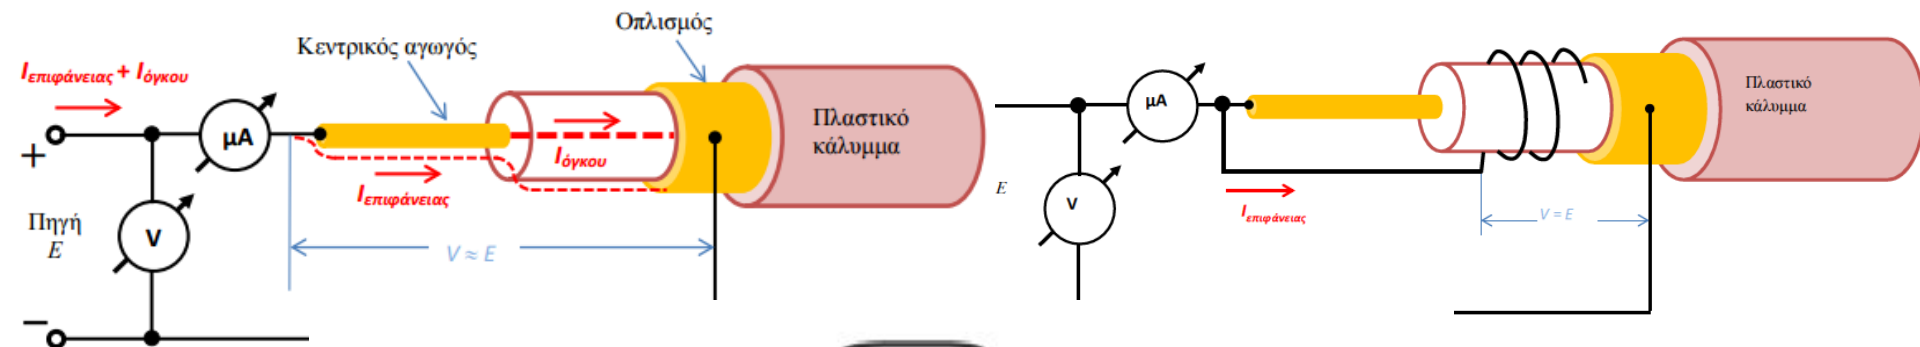 Οπλισμός
Κεντρικός αγωγός
Iεπιφάνειας + Iόγκου
μA
Πλαστικό
κάλυμμα
Iόγκου
Iεπιφάνειας
+
Πηγή
E
V
V ≈ E
−
μA
Πλαστικό
κάλυμμα
E
V
Iεπιφάνειας
V = E